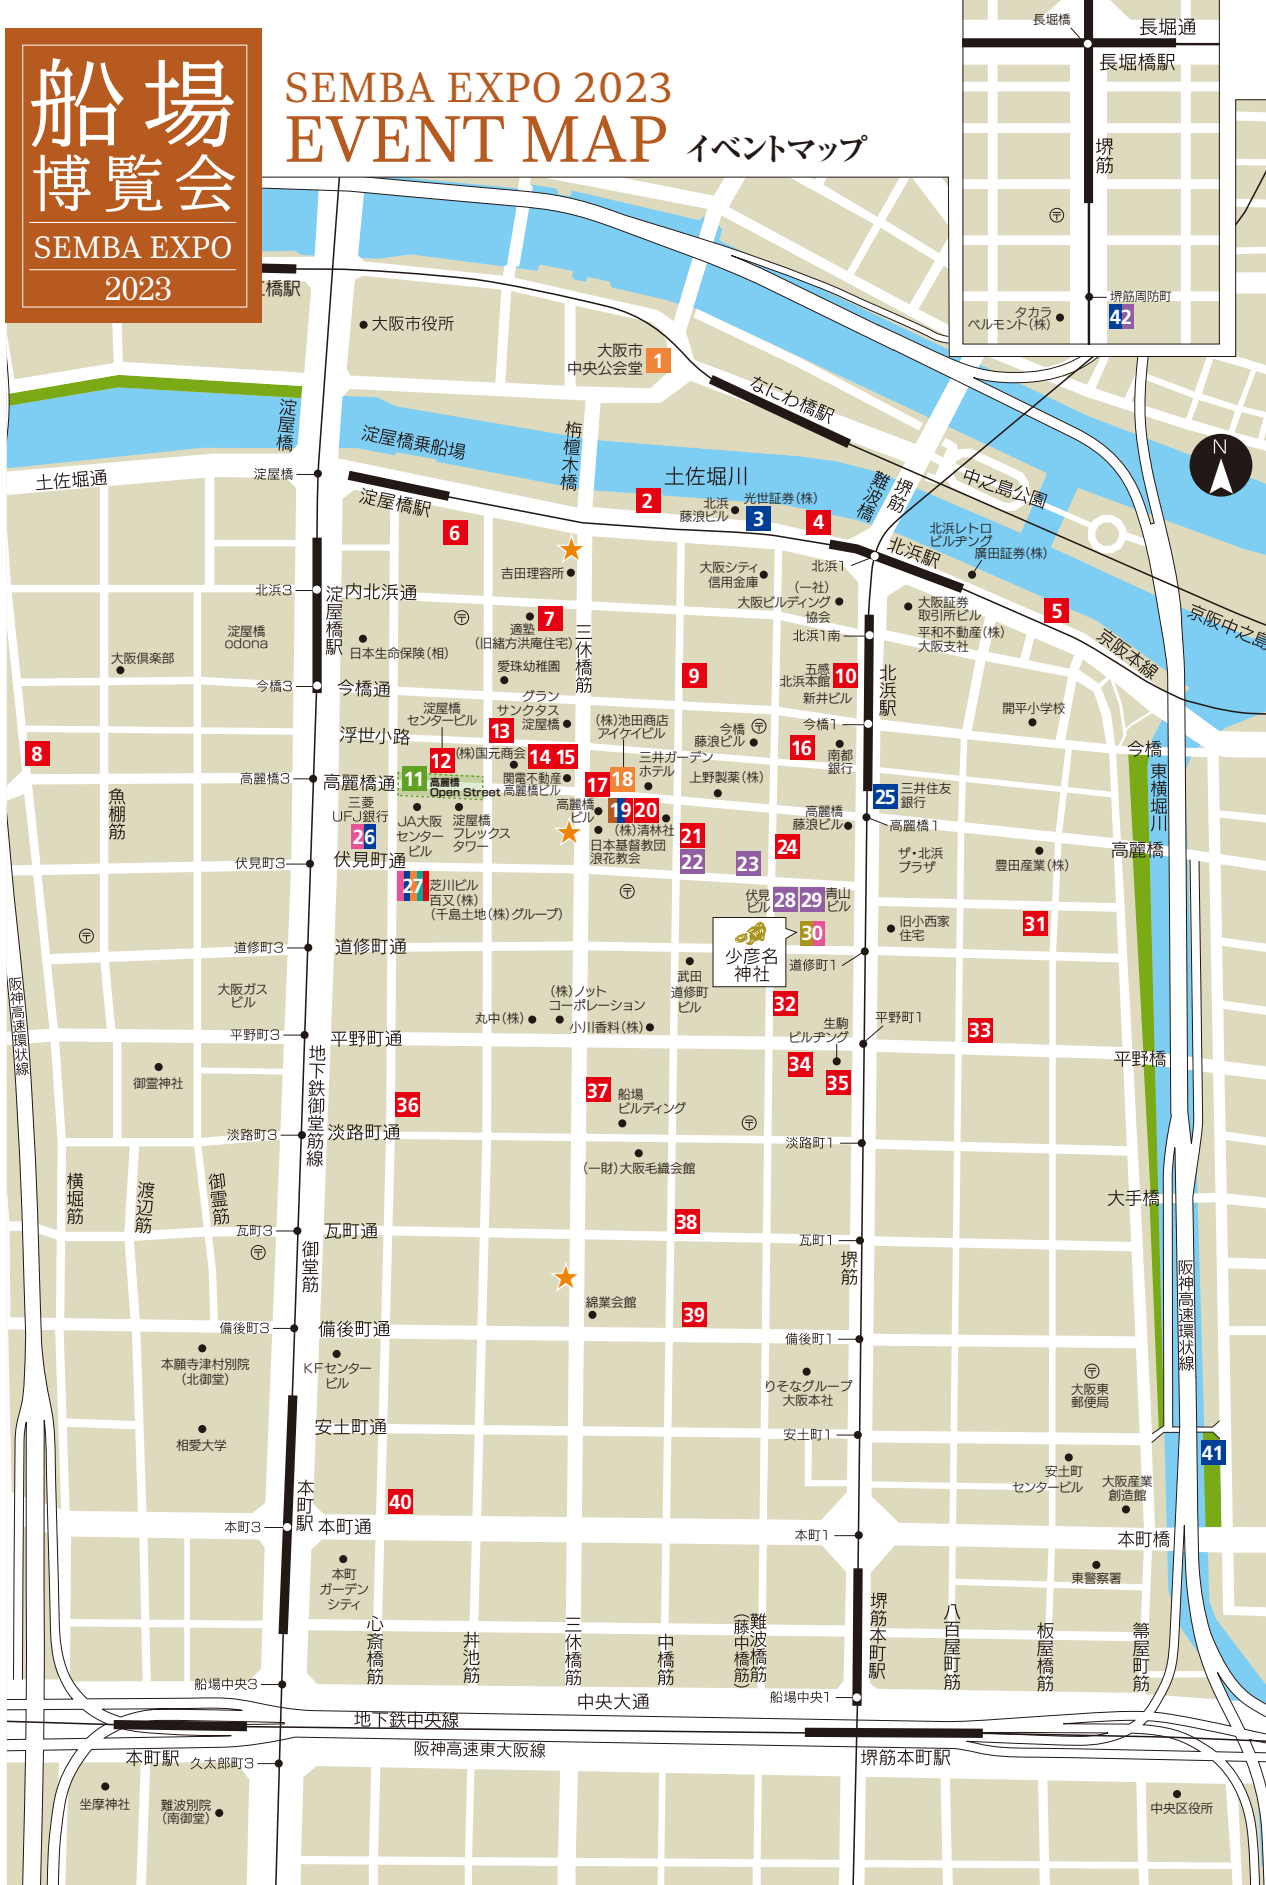 船場
博覧会
SEMBA EXPO
2023
SEMBA EXPO 2023
EVENT MAP イベントマップ
長堀橋
長堀通
長堀橋駅
堺筋
堺筋周防町
タカラ
ベルモント(株)
42
橋駅
大阪市役所
大阪市
中央公会堂
1
なにわ橋駅
淀屋橋
淀屋橋乗船場
栴檀木橋
土佐堀川
難波橋
堺筋
中之島公園
N
土佐堀通
淀屋橋
淀屋橋駅
2
北浜
藤浪ビル
光世証券(株)
3
4
6
北浜レトロ
ビルヂング
廣田証券(株)
北浜駅
北浜1
吉田理容所
大阪シティ
信用金庫
(一社)
大阪ビルディング
協会
大阪証券
取引所ビル
平和不動産(株)
大阪支社
5
京阪中之島
京阪本線
北浜3
内北浜通
淀屋橋駅
淀屋橋
odona
日本生命保険(相)
適塾
(旧緒方洪庵住宅)
7
三休橋筋
愛珠幼稚園
北浜1南
9
五感
北浜本館
新井ビル
10
北浜駅
大阪倶楽部
今橋3
今橋通
グラン
サンクタス
淀屋橋
淀屋橋
センタービル
13
(株)池田商店
アイケイビル
今橋
藤浪ビル
今橋1
開平小学校
8
浮世小路
12
(株)国元商会
14
15
三井ガーデン
ホテル
上野製薬(株)
16
南都
銀行
今橋
東横堀川
高麗橋3
高麗橋通
11
高麗橋
Open Street
関電不動産
高麗橋ビル
17
18
25
三井住友
銀行
魚棚筋
三菱
UFJ銀行
26
JA大阪
センター
ビル
淀屋橋
フレックス
タワー
高麗橋
ビル
19
20
(株)清林社
日本基督教団
浪花教会
21
22
23
24
高麗橋
藤浪ビル
高麗橋1
ザ・北浜
プラザ
豊田産業(株)
高麗橋
伏見町3
伏見町通
27
芝川ビル
百又(株)
(千島土地(株)グループ)
伏見
ビル
28
29
青山
ビル
少彦名
神社
30
旧小西家
住宅
31
道修町3
道修町通
道修町1
武田
道修町
ビル
32
阪神高速環状線
大阪ガス
ビル
(株)ノット
コーポレーション
丸中(株)
小川香料(株)
生駒
ビルヂング
平野町1
33
平野町3
平野町通
34
35
平野橋
御霊神社
地下鉄御堂筋線
36
37
船場
ビルディング
淡路町3
淡路町通
淡路町1
(一財)大阪毛織会館
横堀筋
渡辺筋
御霊筋
大手橋
瓦町3
瓦町通
38
瓦町1
御堂筋
堺筋
阪神高速環状線
綿業会館
39
備後町3
備後町通
備後町1
本願寺津村別院
(北御堂)
KFセンター
ビル
りそなグループ
大阪本社
大阪東
郵便局
相愛大学
安土町通
安土町1
41
安土町
センタービル
大阪産業
創造館
本町駅
40
本町3
本町通
本町1
本町橋
本町
ガーデン
シティ
東警察署
心斎橋筋
丼池筋
三休橋筋
中橋筋
難波橋筋
(藤中橋筋)
堺筋本町駅
八百屋町筋
板屋橋筋
箒屋町筋
船場中央3
中央大通
船場中央1
地下鉄中央線
阪神高速東大阪線
本町駅
久太郎町3
堺筋本町駅
坐摩神社
難波別院
(南御堂)
中央区役所